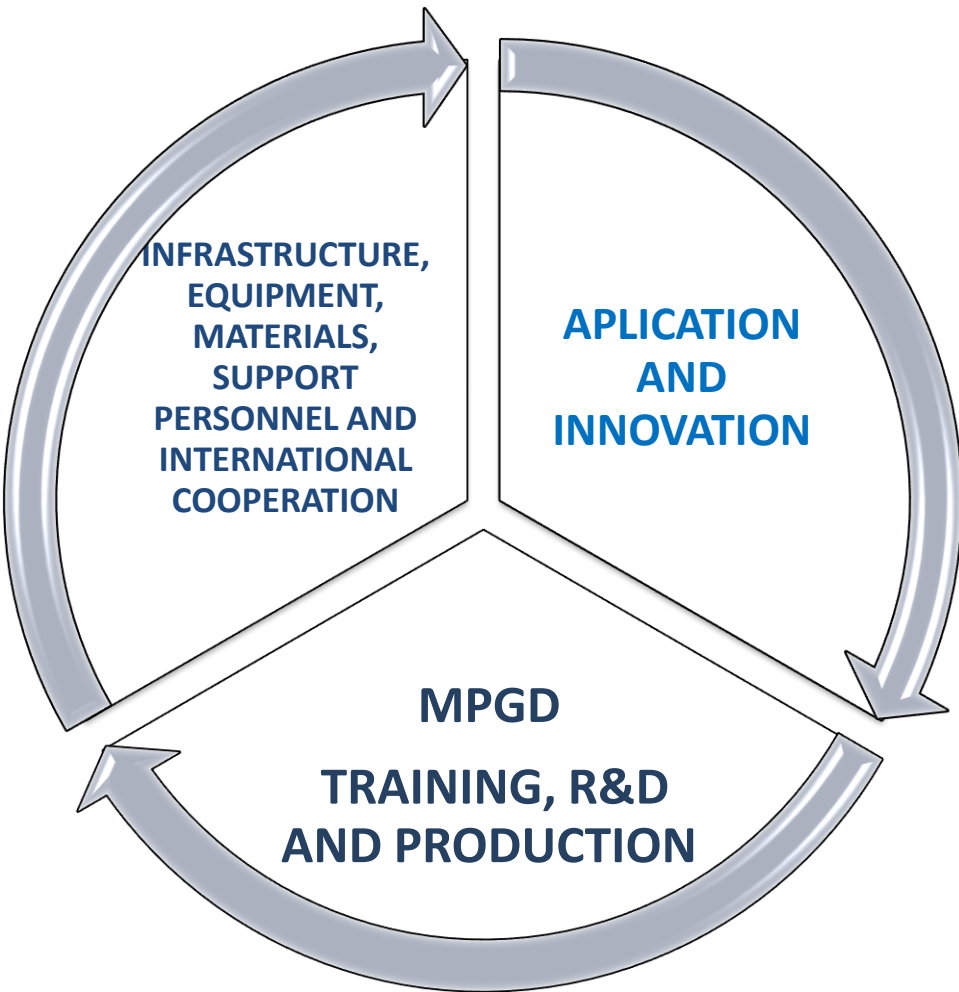 INFRASTRUCTURE,
EQUIPMENT,
MATERIALS,
SUPPORT
PERSONNEL AND
INTERNATIONAL
COOPERATION
APLICATION
AND
INNOVATION
MPGD
TRAINING, R&D
AND PRODUCTION